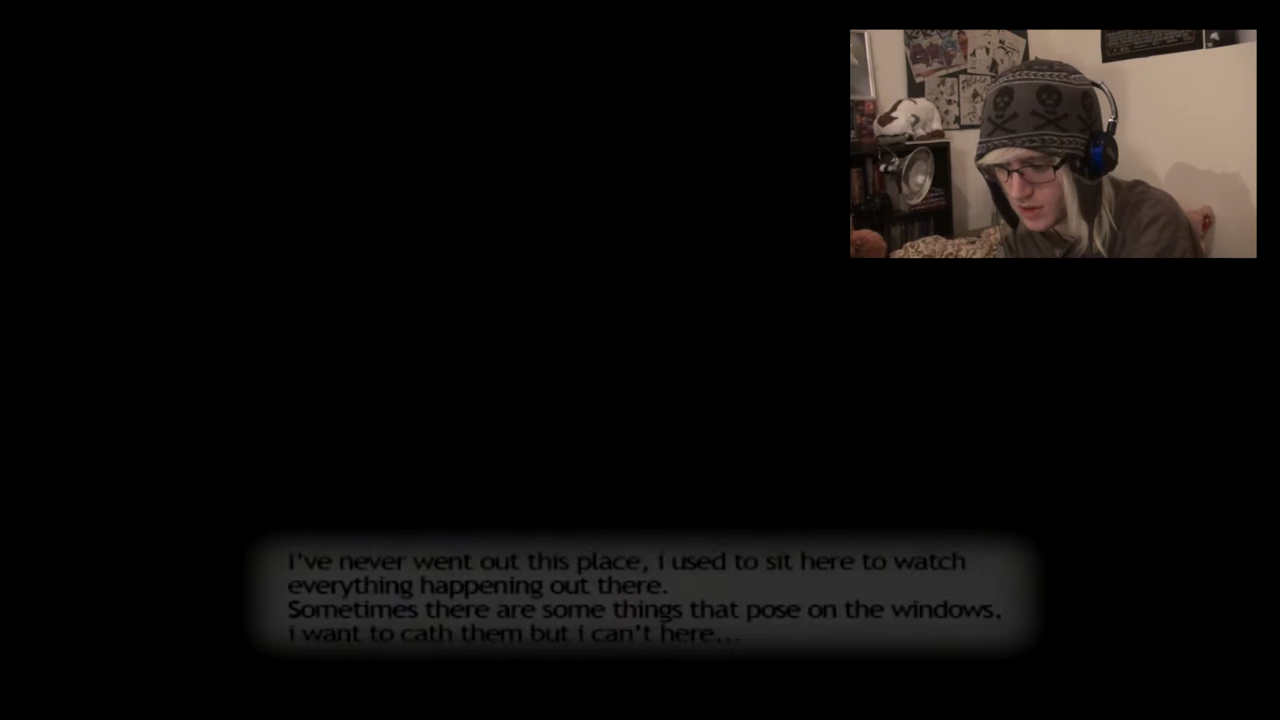 I've never went out this place, i used to sit here to watch
everything happening out there.
Sometimes there are some things that pose on the windows,
i want to cath them but i can't here...